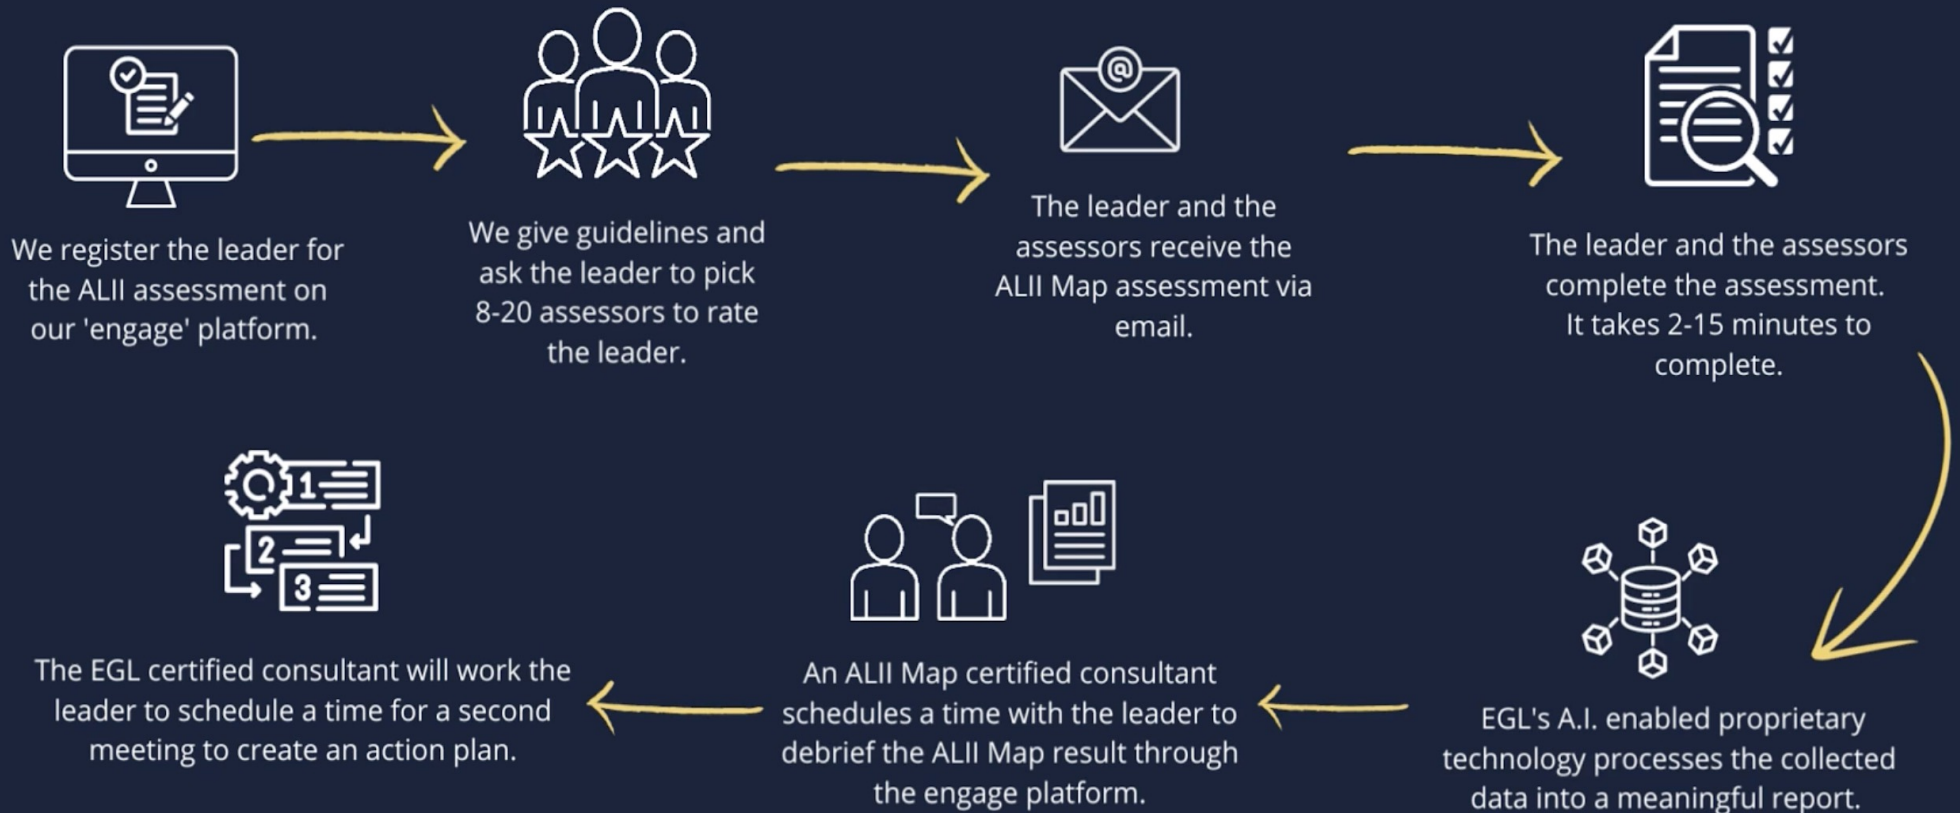 We register the leader for
the ALII assessment on
our 'engage' platform.
We give guidelines and
ask the leader to pick
8-20 assessors to rate
the leader.
@
The leader and the
assessors receive the
ALII Map assessment via
email.
The leader and the assessors
complete the assessment.
It takes 2-15 minutes to
complete.
EGL's A.I. enabled proprietary
technology processes the collected
data into a meaningful report.
An ALII Map certified consultant
schedules a time with the leader to
debrief the ALII Map result through
the engage platform.
1
2
3
The EGL certified consultant will work the
leader to schedule a time for a second
meeting to create an action plan.